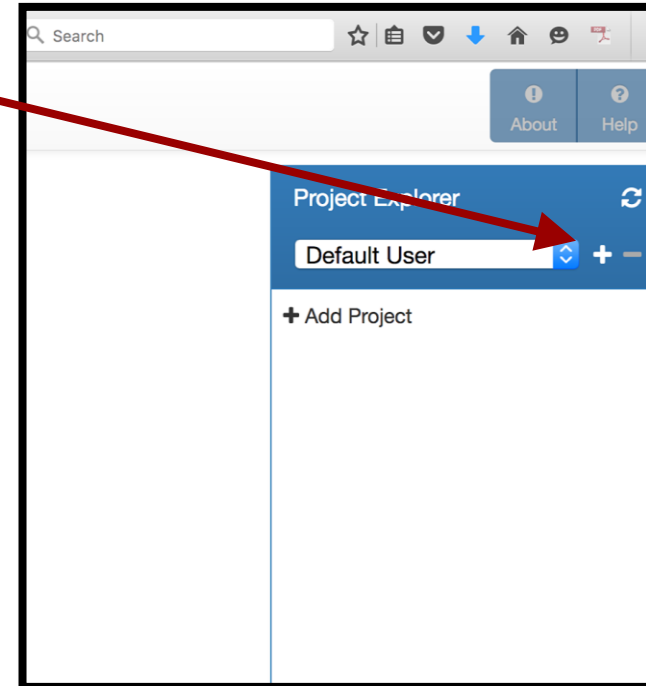 Search
About Help
Project Explorer
Default User
Add Project